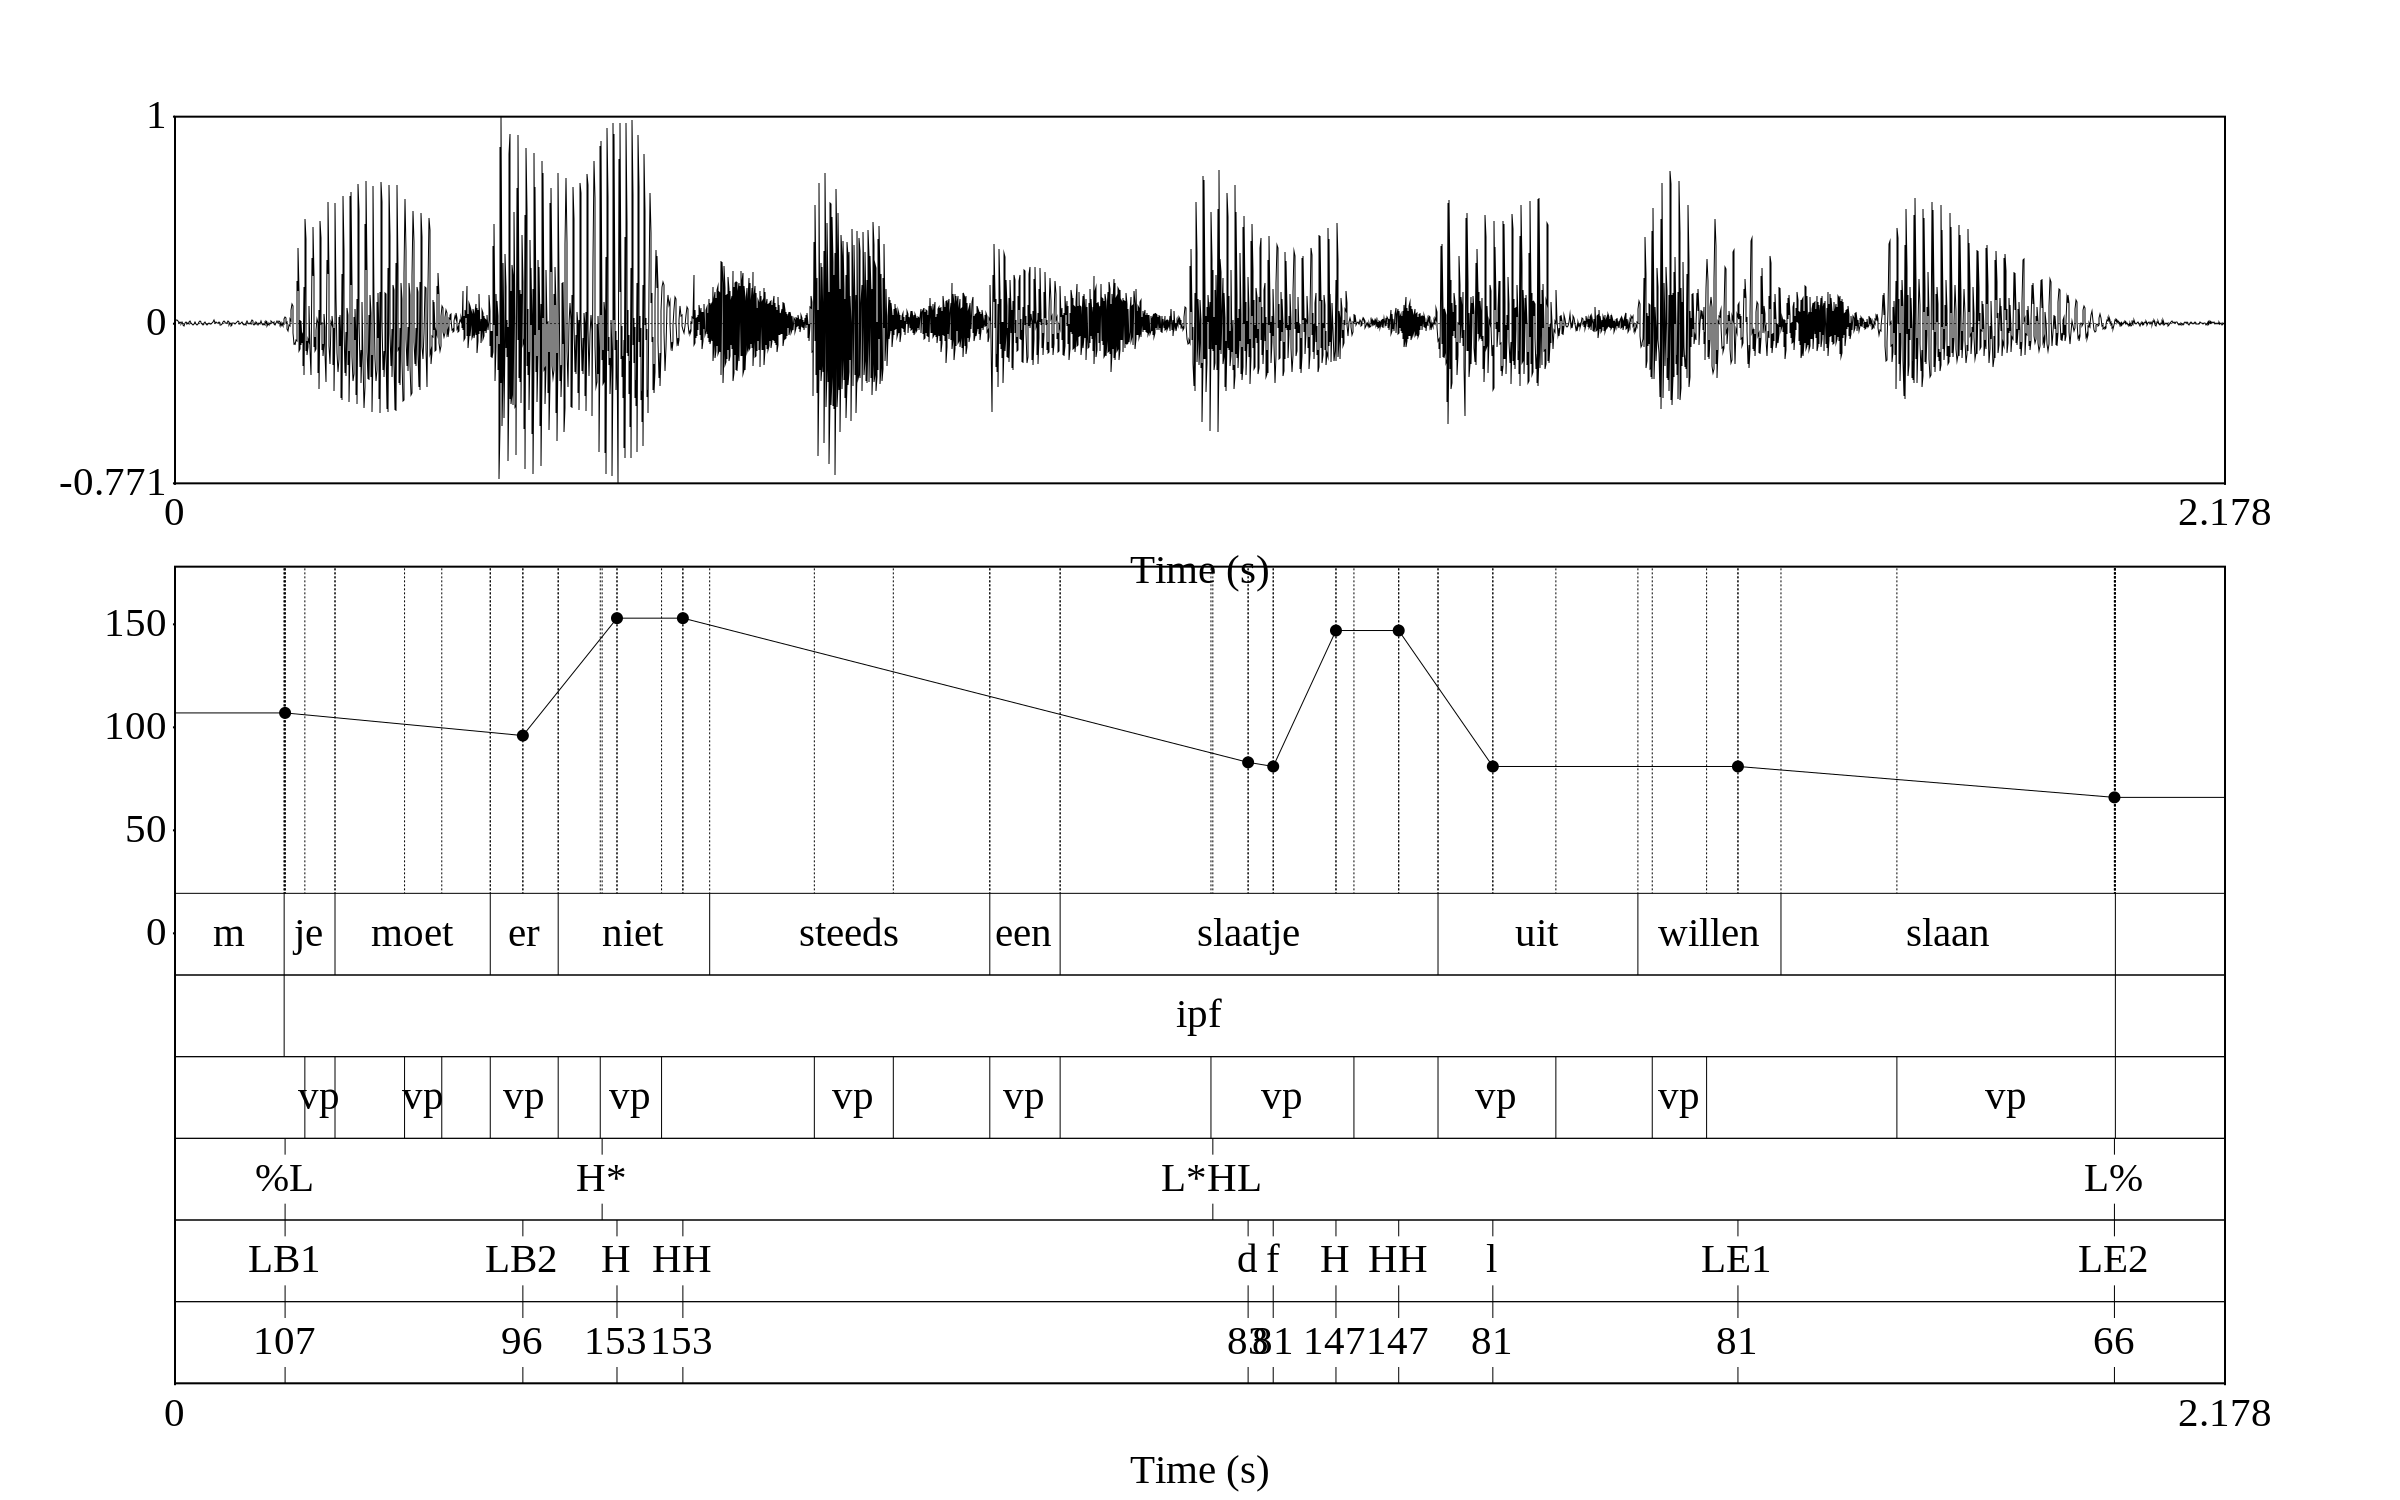 1
0
-0.771
0 2.178
Time (s)
150
100
50
0
m je moet er niet steeds een slaatje uit willen slaan
ipf
vp vp vp vp vp vp vp vp vp vp
%L H* L*HL L%
LB1 LB2 H HH d f H HH l LE1 LE2
107 96 153 153 83 81 147 147 81 81 66
0 2.178
Time (s)